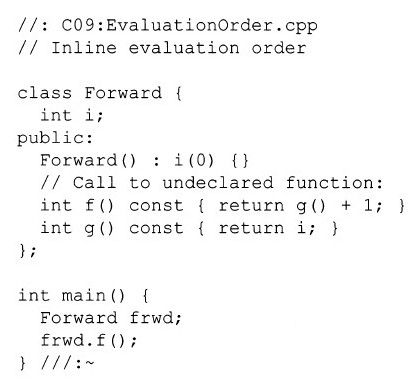 //: C09:EvaluationOrder.cpp
// Inline evaluation order
class Forward {
int i;
public:
Forward() : i(0) {}
// Call to undeclared function:
int f() const { return g() + 1; }
int g() const { return i; }
};
int main() {
Forward frwd;
frwd.f();
} ///:~